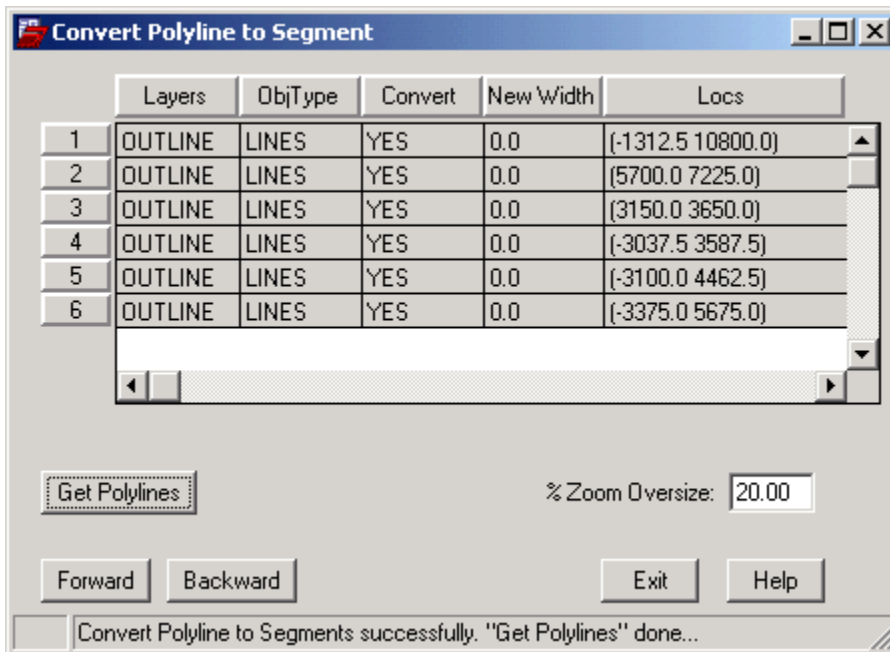 Convert Polyline to Segment
Layers ObjType Convert New Width Locs
1 OUTLINE LINES YES 0.0 (-1312.5 10800.0)
2 OUTLINE LINES YES 0.0 (5700.0 7225.0)
3 OUTLINE LINES YES 0.0 (3150.0 3650.0)
4 OUTLINE LINES YES 0.0 (-3037.5 3587.5)
5 OUTLINE LINES YES 0.0 (-3100.0 4462.5)
6 OUTLINE LINES YES 0.0 (-3375.0 5675.0)
Get Polylines % Zoom Oversize: 20.00
Forward Backward Exit Help
Convert Polyline to Segments successfully. "Get Polylines" done...